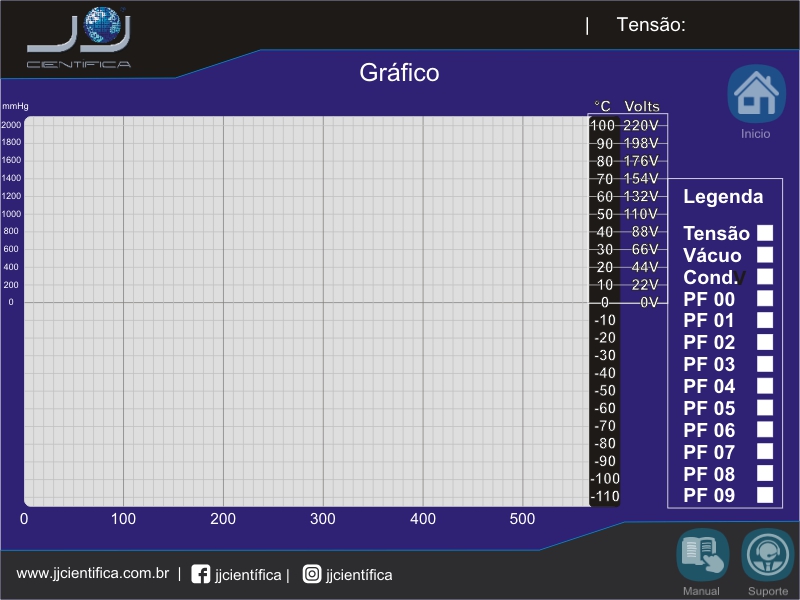 JJ
CIENTIFICA
| Tensão:
Gráfico
Inicio
mmHg
2000
1800
1600
1400
1200
1000
800
600
400
200
0
°C Volts
100 220V
90 198V
80 176V
70 154V
60 132V
50 110V
40 88V
30 66V
20 44V
10 22V
0 0V
-10
-20
-30
-40
-50
-60
-70
-80
-90
-100
-110
Legenda
Tensão
Vácuo
Cond.V
PF 00
PF 01
PF 02
PF 03
PF 04
PF 05
PF 06
PF 07
PF 08
PF 09
0 100 200 300 400 500
www.jjcientifica.com.br | jjcientífica | jjcientífica
Manual Suporte